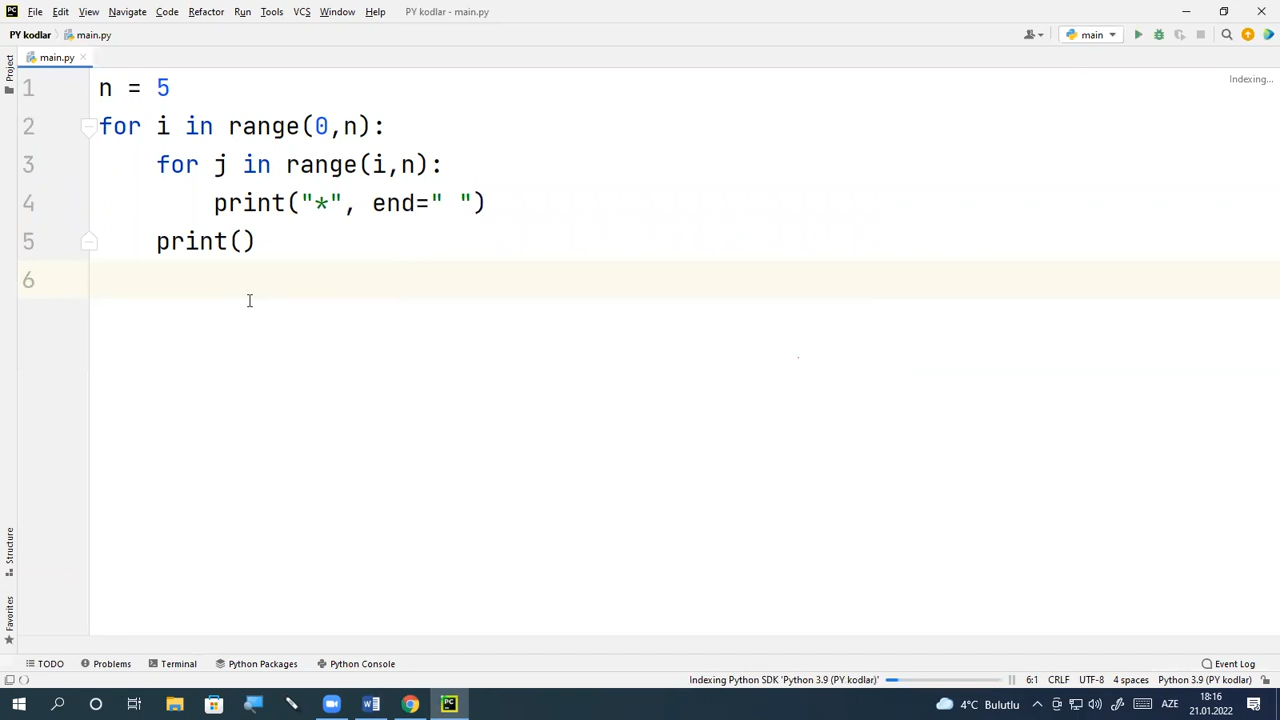 File Edit View Navigate Code Refactor Run Tools VCS Window Help PY kodlar - main.py
PY kodlar main.py main
main.py
Project
Indexing...
1 n = 5
2 for i in range(0,n):
3 for j in range(i,n):
4 print("*", end=" ")
5 print()
6
Structure
Favorites
TODO Problems Terminal Python Packages Python Console Event Log
Indexing Python SDK 'Python 3.9 (PY kodlar)' 6:1 CRLF UTF-8 4 spaces Python 3.9 (PY kodlar)
4°C Bulutlu AZE 18:16
21.01.2022